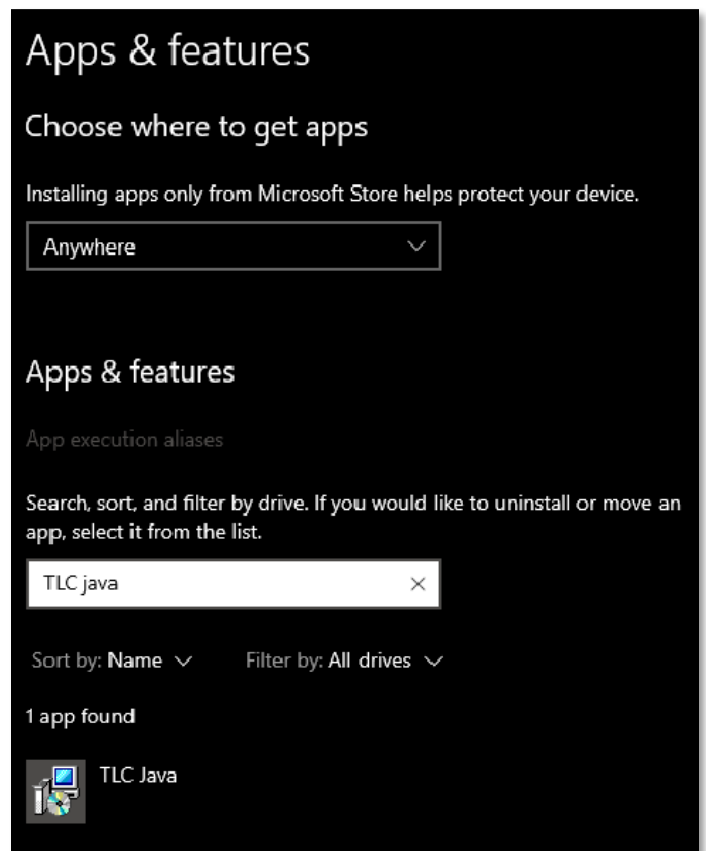 Apps & features
Choose where to get apps
Installing apps only from Microsoft Store helps protect your device.
Anywhere
Apps & features
App execution aliases
Search, sort, and filter by drive. If you would like to uninstall or move an
app, select it from the list.
TLC java
Sort by: Name Filter by: All drives
1 app found
TLC Java